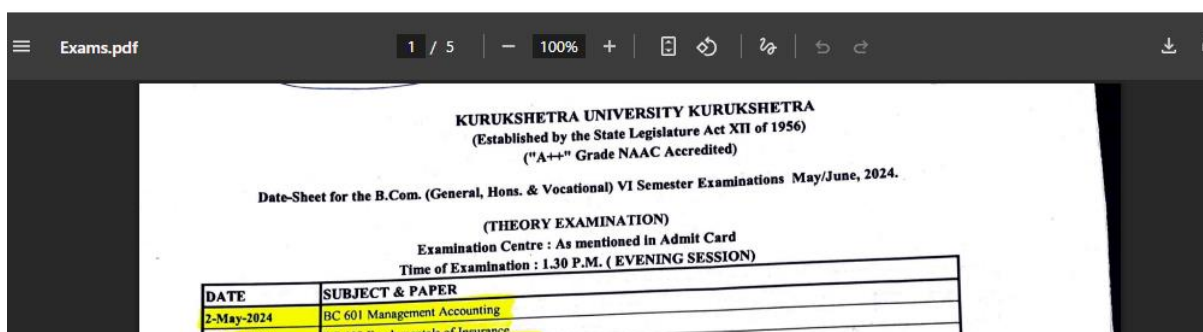 Exams.pdf 1 / 5 100%
KURUKSHETRA UNIVERSITY KURUKSHETRA
(Established by the State Legislature Act XII of 1956)
("A++" Grade NAAC Accredited)
Date-Sheet for the B.Com. (General, Hons. & Vocational) VI Semester Examinations May/June, 2024.
(THEORY EXAMINATION)
Examination Centre : As mentioned in Admit Card
Time of Examination : 1.30 P.M. ( EVENING SESSION)
DATE SUBJECT & PAPER
2-May-2024 BC 601 Management Accounting
of Insurance